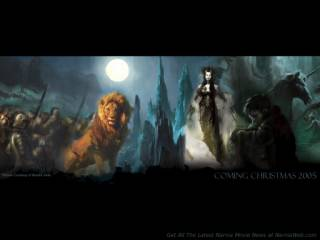 COMING CHRISTMAS 2005
Get All The Latest Narnia Movie News at NarniaWeb.com